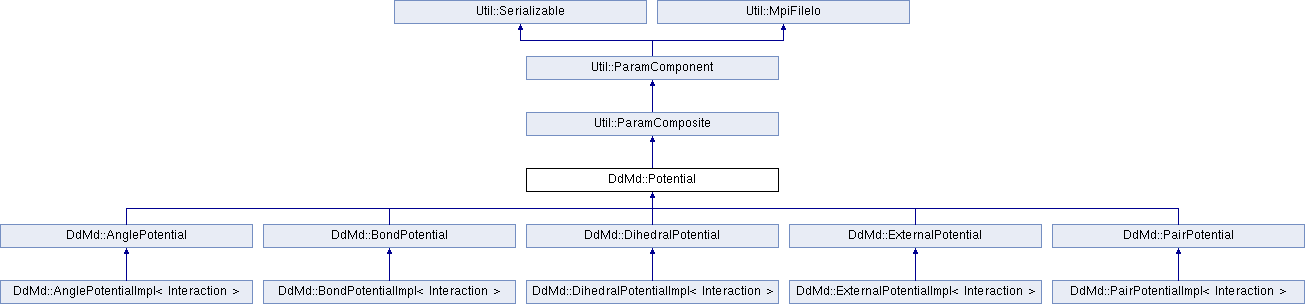 Util::Serializable
Util::MpiFileIo
Util::ParamComponent
Util::ParamComposite
DdMd::Potential
DdMd::AnglePotential
DdMd::BondPotential
DdMd::DihedralPotential
DdMd::ExternalPotential
DdMd::PairPotential
DdMd::AnglePotentialImpl< Interaction >
DdMd::BondPotentialImpl< Interaction >
DdMd::DihedralPotentialImpl< Interaction >
DdMd::ExternalPotentialImpl< Interaction >
DdMd::PairPotentialImpl< Interaction >